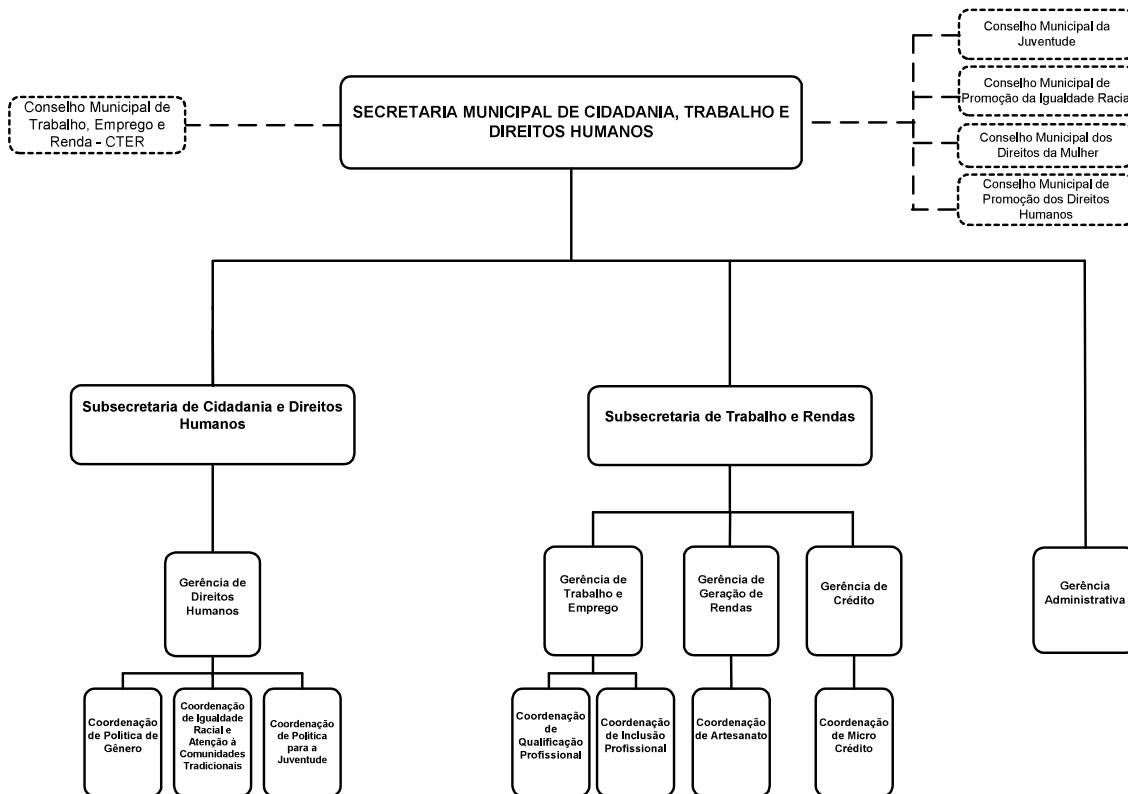 Conselho Municipal da
Juventude
Conselho Municipal de
Promoção da Igualdade Racial
Conselho Municipal dos
Direitos da Mulher
Conselho Municipal de
Promoção dos Direitos
Humanos
Conselho Municipal de
Trabalho, Emprego e
Renda - CTER
SECRETARIA MUNICIPAL DE CIDADANIA, TRABALHO E
DIREITOS HUMANOS
Subsecretaria de Cidadania e Direitos
Humanos
Subsecretaria de Trabalho e Rendas
Gerência de
Direitos
Humanos
Gerência de
Trabalho e
Emprego
Gerência de
Geração de
Rendas
Gerência de
Crédito
Gerência
Administrativa
Coordenação
de Politica de
Gênero
Coordenação
de Igualdade
Racial e
Atenção à
Comunidades
Tradicionais
Coordenação
de Politica
para a
Juventude
Coordenação
de
Qualificação
Profissional
Coordenação
de Inclusão
Profissional
Coordenação
de Artesanato
Coordenação
de Micro
Crédito